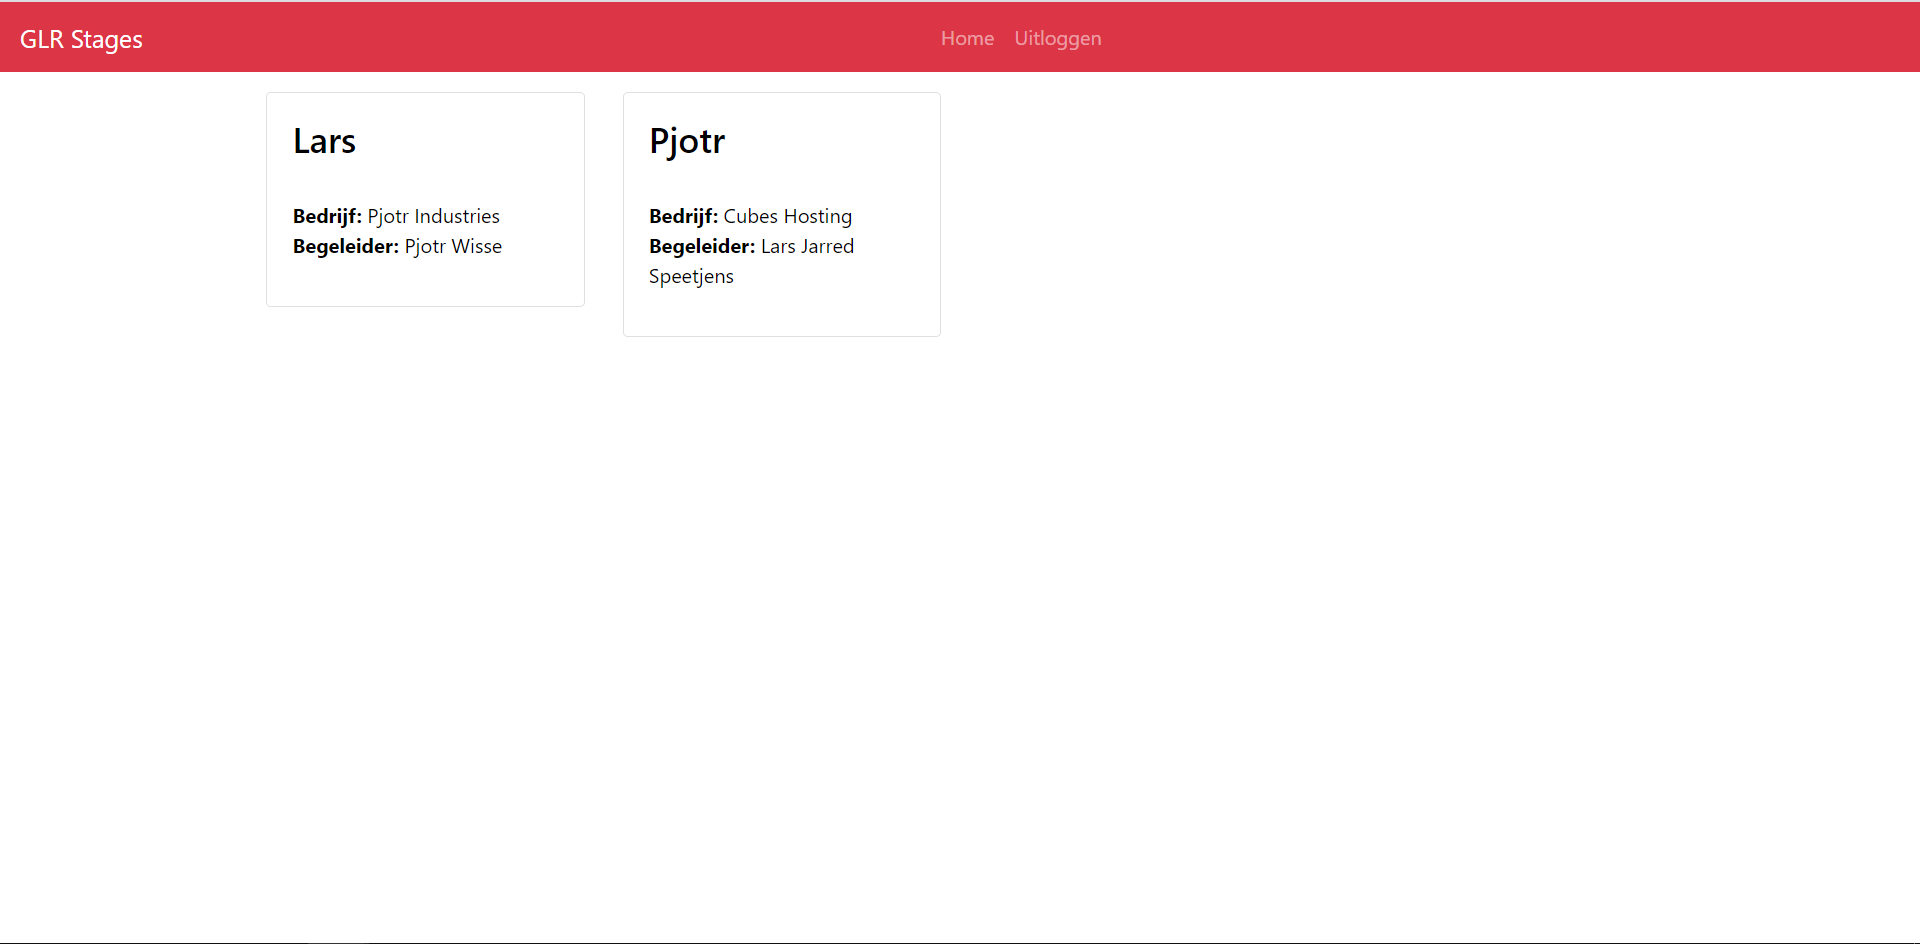 GLR Stages
Home Uitloggen
Lars
Bedrijf: Pjotr Industries
Begeleider: Pjotr Wisse
Pjotr
Bedrijf: Cubes Hosting
Begeleider: Lars Jarred
Speetjens